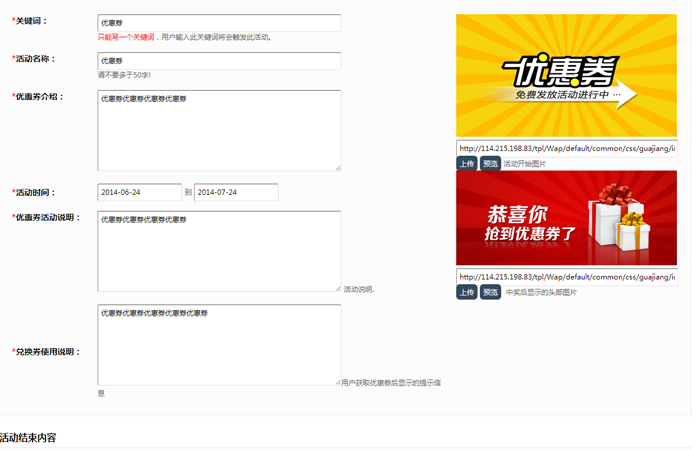 *关键词：
优惠券
只能写一个关键词，用户输入此关键词将会触发此活动。
*活动名称：
优惠券
请不要多于50字!
*优惠券介绍：
优惠券优惠券优惠券优惠券
*活动时间：
2014-06-24 到 2014-07-24
*优惠券活动说明：
优惠券优惠券优惠券优惠券
活动说明.
*兑换券使用说明：
优惠券优惠券优惠券优惠券优惠券
用户获取优惠券后显示的提示信
息
优惠券
免费发放活动进行中 ...
http://114.215.198.83/tpl/Wap/default/common/css/guajiang/i
上传 预览 活动开始图片
恭喜你
抢到优惠券了
http://114.215.198.83/tpl/Wap/default/common/css/guajiang/i
上传 预览 中奖后显示的头部图片
活动结束内容